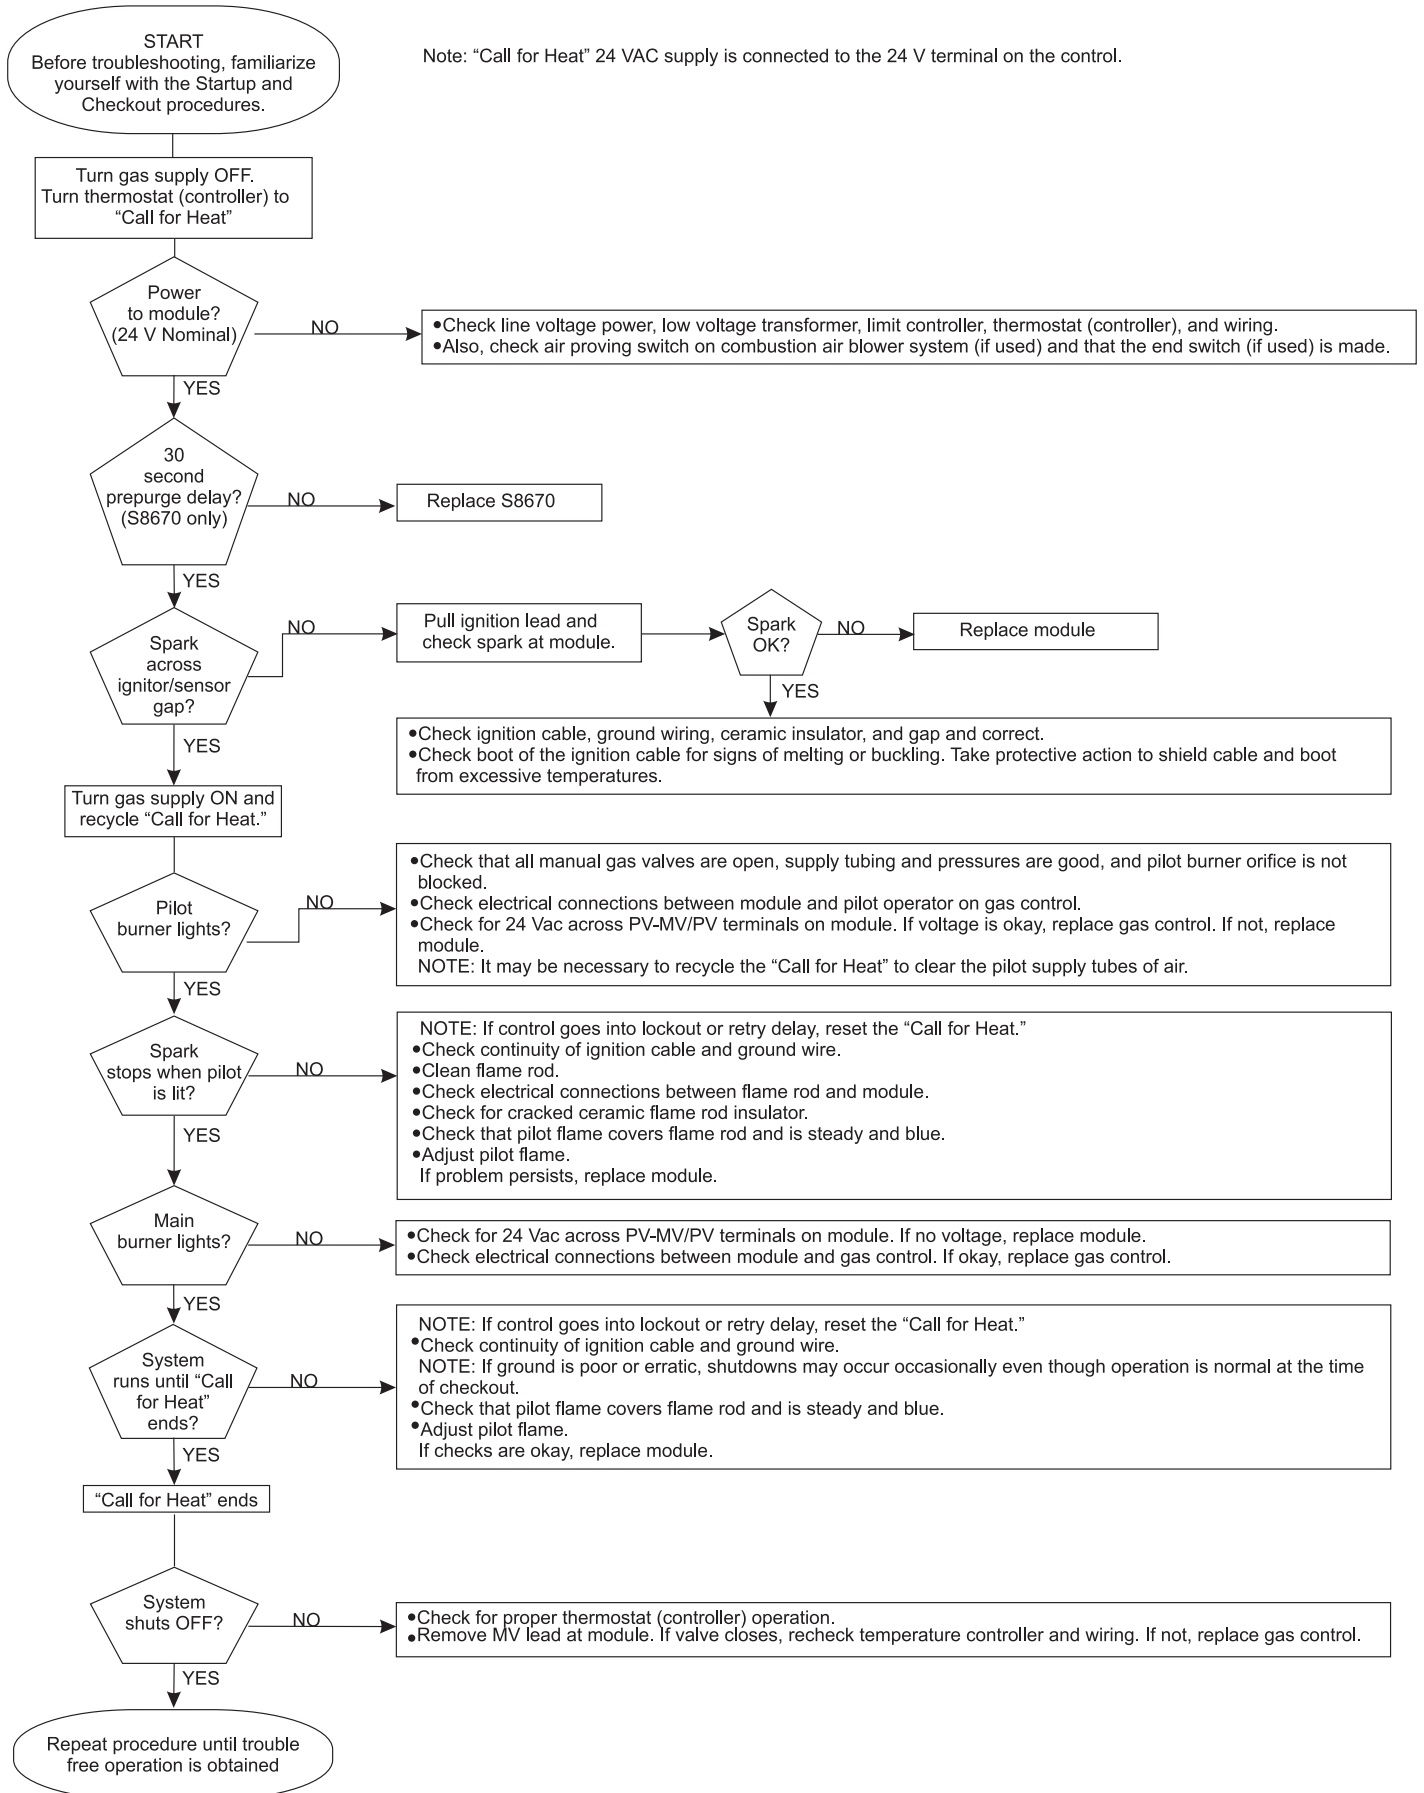 START
Before troubleshooting, familiarize
yourself with the Startup and
Checkout procedures.
Note: “Call for Heat” 24 VAC supply is connected to the 24 V terminal on the control.
Turn gas supply OFF.
Turn thermostat (controller) to
“Call for Heat”
Power
to module?
(24 V Nominal)
NO
•Check line voltage power, low voltage transformer, limit controller, thermostat (controller), and wiring.
•Also, check air proving switch on combustion air blower system (if used) and that the end switch (if used) is made.
YES
30
second
prepurge delay?
(S8670 only)
NO
Replace S8670
YES
Spark
across
ignitor/sensor
gap?
NO
Pull ignition lead and
check spark at module.
Spark
OK?
NO
Replace module
YES
•Check ignition cable, ground wiring, ceramic insulator, and gap and correct.
•Check boot of the ignition cable for signs of melting or buckling. Take protective action to shield cable and boot
from excessive temperatures.
YES
Turn gas supply ON and
recycle “Call for Heat.”
Pilot
burner lights?
NO
•Check that all manual gas valves are open, supply tubing and pressures are good, and pilot burner orifice is not
blocked.
•Check electrical connections between module and pilot operator on gas control.
•Check for 24 Vac across PV-MV/PV terminals on module. If voltage is okay, replace gas control. If not, replace
module.
NOTE: It may be necessary to recycle the “Call for Heat” to clear the pilot supply tubes of air.
YES
Spark
stops when pilot
is lit?
NO
NOTE: If control goes into lockout or retry delay, reset the “Call for Heat.”
•Check continuity of ignition cable and ground wire.
•Clean flame rod.
•Check electrical connections between flame rod and module.
•Check for cracked ceramic flame rod insulator.
•Check that pilot flame covers flame rod and is steady and blue.
•Adjust pilot flame.
If problem persists, replace module.
YES
Main
burner lights?
NO
•Check for 24 Vac across PV-MV/PV terminals on module. If no voltage, replace module.
•Check electrical connections between module and gas control. If okay, replace gas control.
YES
System
runs until “Call
for Heat”
ends?
NO
NOTE: If control goes into lockout or retry delay, reset the “Call for Heat.”
•Check continuity of ignition cable and ground wire.
NOTE: If ground is poor or erratic, shutdowns may occur occasionally even though operation is normal at the time
of checkout.
•Check that pilot flame covers flame rod and is steady and blue.
•Adjust pilot flame.
If checks are okay, replace module.
YES
“Call for Heat” ends
System
shuts OFF?
NO
•Check for proper thermostat (controller) operation.
•Remove MV lead at module. If valve closes, recheck temperature controller and wiring. If not, replace gas control.
YES
Repeat procedure until trouble
free operation is obtained